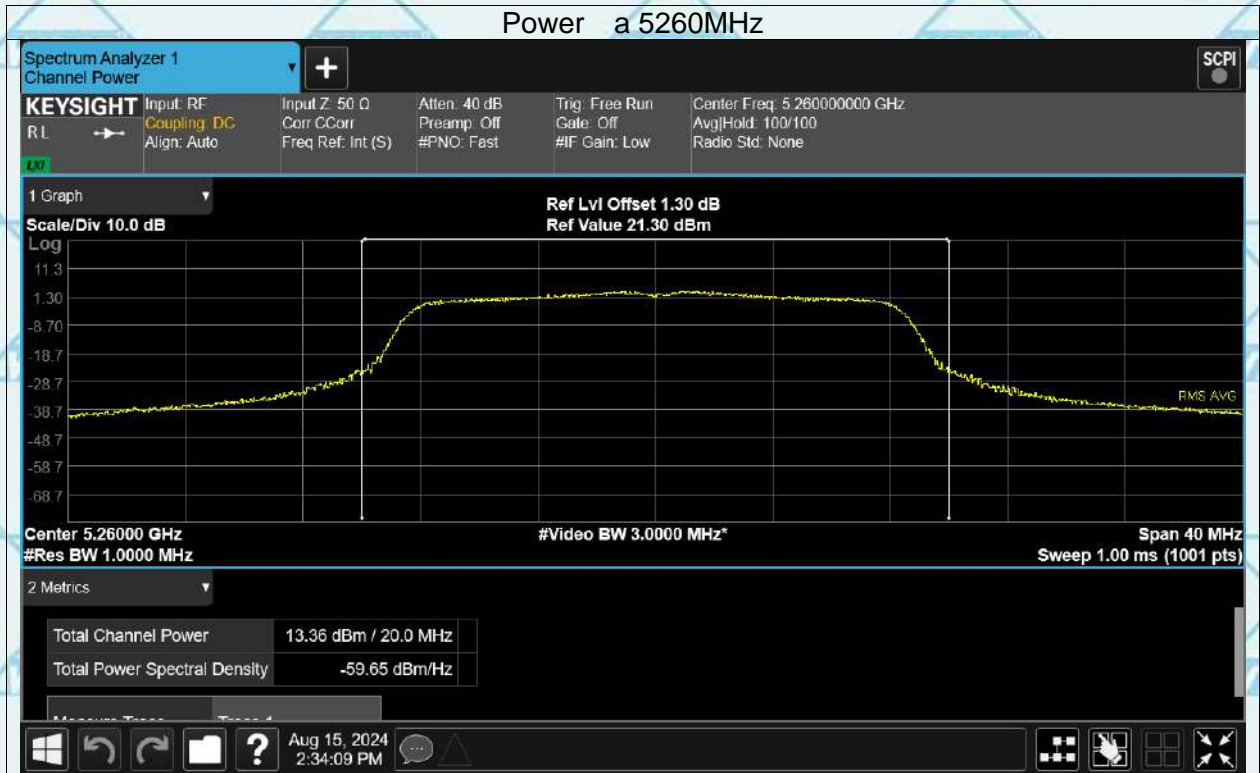 Power a 5260MHz
Spectrum Analyzer 1
Channel Power
SCPI
KEYSIGHT
RL
LXI
Input: RF
Coupling: DC
Align: Auto
Input Z: 50 Ω
Corr CCorr
Freq Ref: Int (S)
Atten: 40 dB
Preamp: Off
#PNO: Fast
Trig: Free Run
Gate: Off
#IF Gain: Low
Center Freq: 5.260000000 GHz
Avg|Hold: 100/100
Radio Std: None
1 Graph
Scale/Div 10.0 dB
Ref Lvl Offset 1.30 dB
Ref Value 21.30 dBm
Log
11.3
1.30
-8.70
-18.7
-28.7
-38.7
-48.7
-58.7
-68.7
RMS AVG
Center 5.26000 GHz
#Res BW 1.0000 MHz
#Video BW 3.0000 MHz*
Span 40 MHz
Sweep 1.00 ms (1001 pts)
2 Metrics
Total Channel Power 13.36 dBm / 20.0 MHz
Total Power Spectral Density -59.65 dBm/Hz
Measure Trace Trace 1
?
Aug 15, 2024
2:34:09 PM